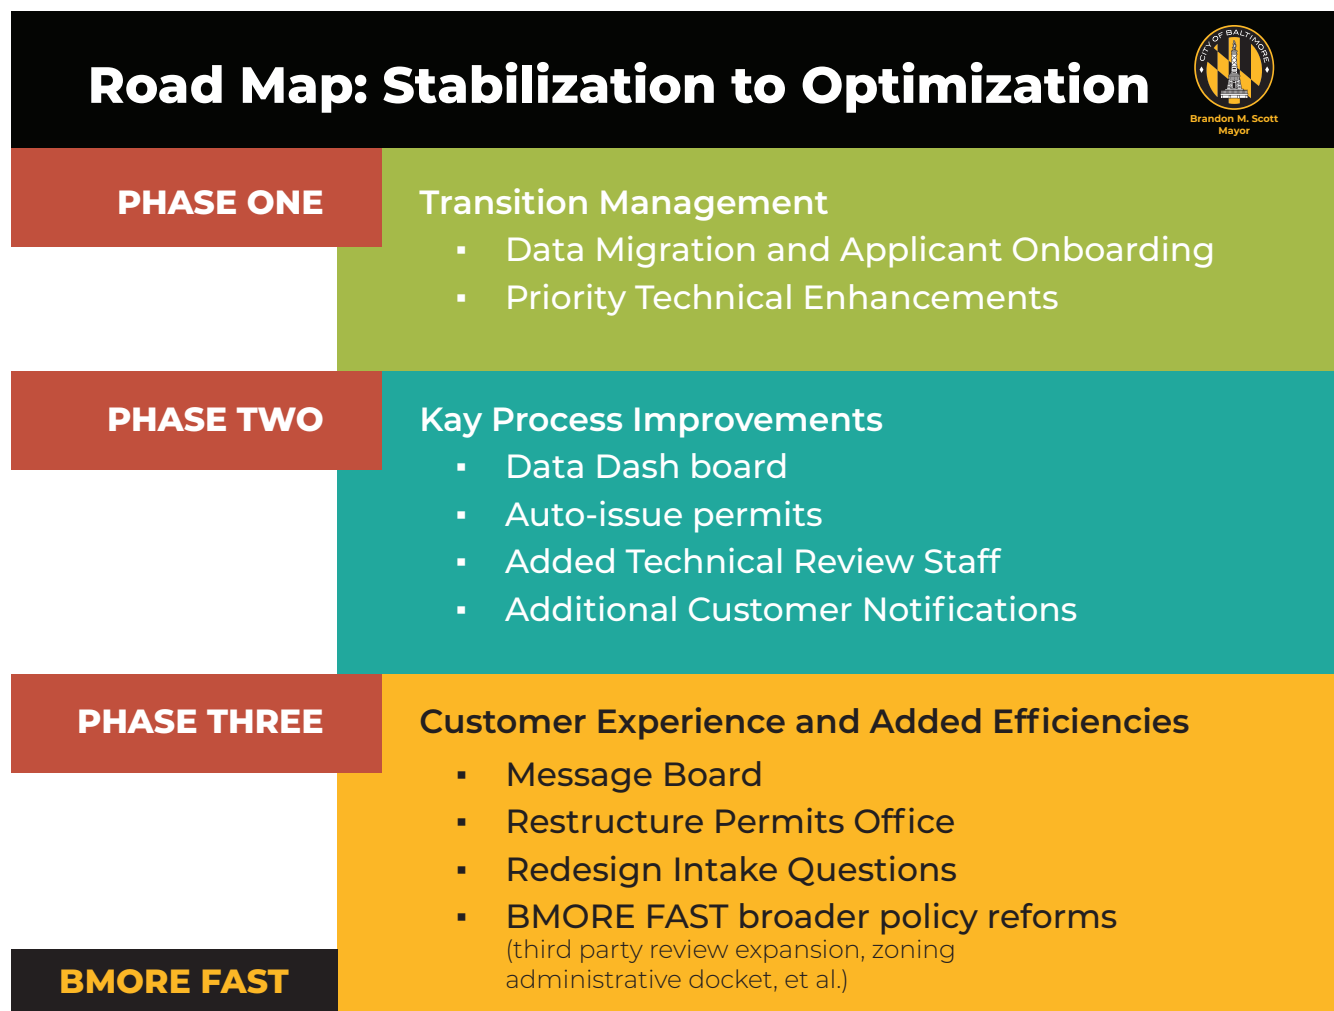 Road Map: Stabilization to Optimization
CITY OF BALTIMORE
Brandon M. Scott
Mayor
PHASE ONE
Transition Management
▪ Data Migration and Applicant Onboarding
▪ Priority Technical Enhancements
PHASE TWO
Kay Process Improvements
▪ Data Dash board
▪ Auto-issue permits
▪ Added Technical Review Staff
▪ Additional Customer Notifications
PHASE THREE
Customer Experience and Added Efficiencies
▪ Message Board
▪ Restructure Permits Office
▪ Redesign Intake Questions
▪ BMORE FAST broader policy reforms
(third party review expansion, zoning
administrative docket, et al.)
BMORE FAST